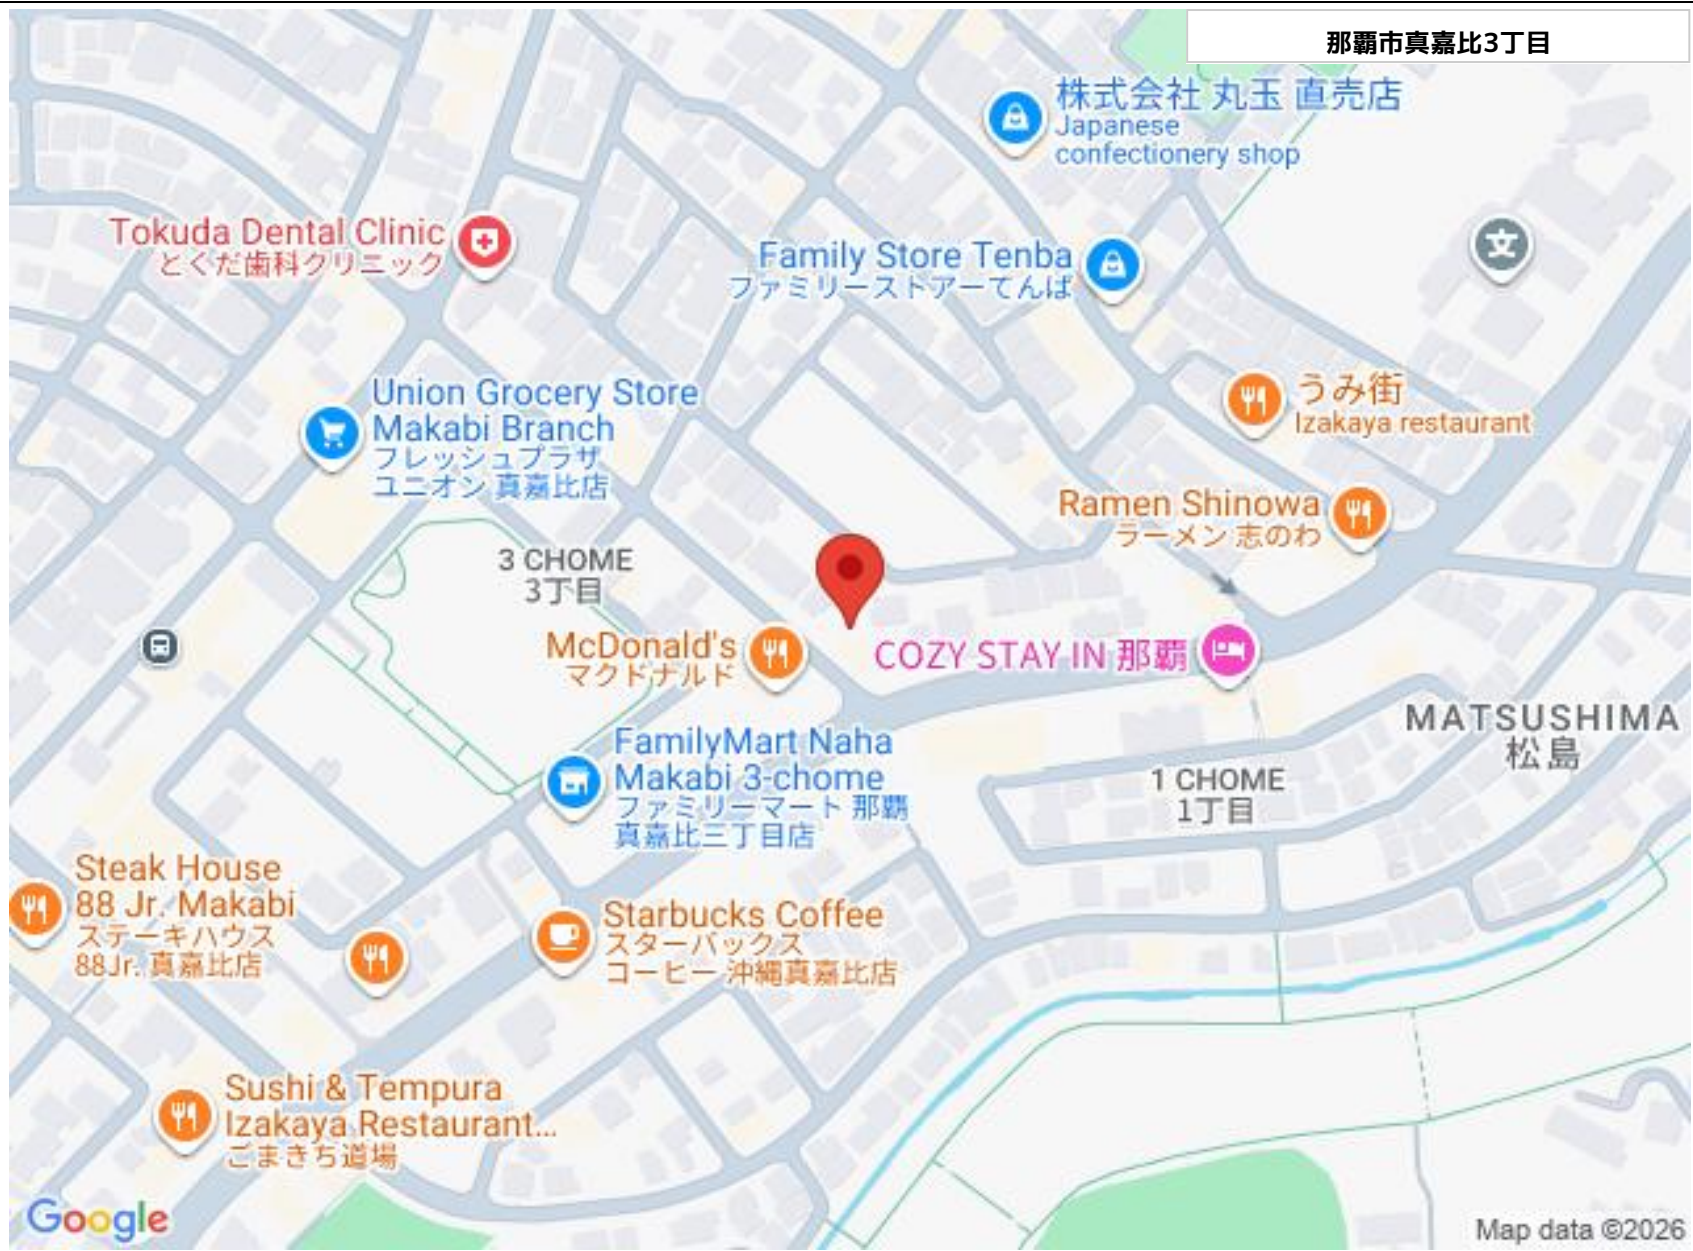 那覇市真嘉比3丁目
株式会社 丸玉 直売店
Japanese
confectionery shop
Tokuda Dental Clinic
とくだ歯科クリニック
Family Store Tenba
ファミリーストアーてんば
文
Union Grocery Store
Makabi Branch
フレッシュプラザ
ユニオン 真嘉比店
うみ街
Izakaya restaurant
Ramen Shinowa
ラーメン 志のわ
3 CHOME
3丁目
McDonald's
マクドナルド
COZY STAY IN 那覇
MATSUSHIMA
松島
FamilyMart Naha
Makabi 3-chome
ファミリーマート 那覇
真嘉比三丁目店
1 CHOME
1丁目
Steak House
88 Jr. Makabi
ステーキハウス
88Jr. 真嘉比店
Starbucks Coffee
スターバックス
コーヒー 沖縄真嘉比店
Sushi & Tempura
Izakaya Restaurant...
ごまきち道場
Google
Map data ©2026